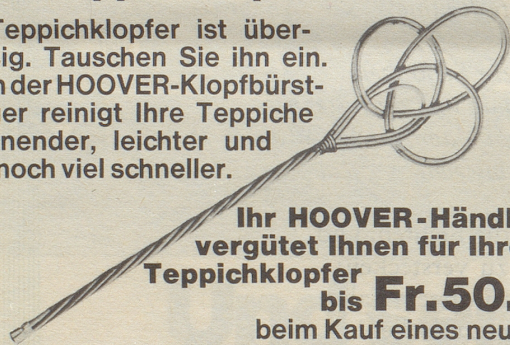 Teppichklopfer ist über-
sig. Tauschen Sie ihn ein.
n der HOOVER-Klopfbürst-
er reinigt Ihre Teppiche
nender, leichter und
noch viel schneller.
Ihr HOOVER-Händl
vergütet Ihnen für Ihr
Teppichklopfer
bis Fr. 50.
beim Kauf eines neu